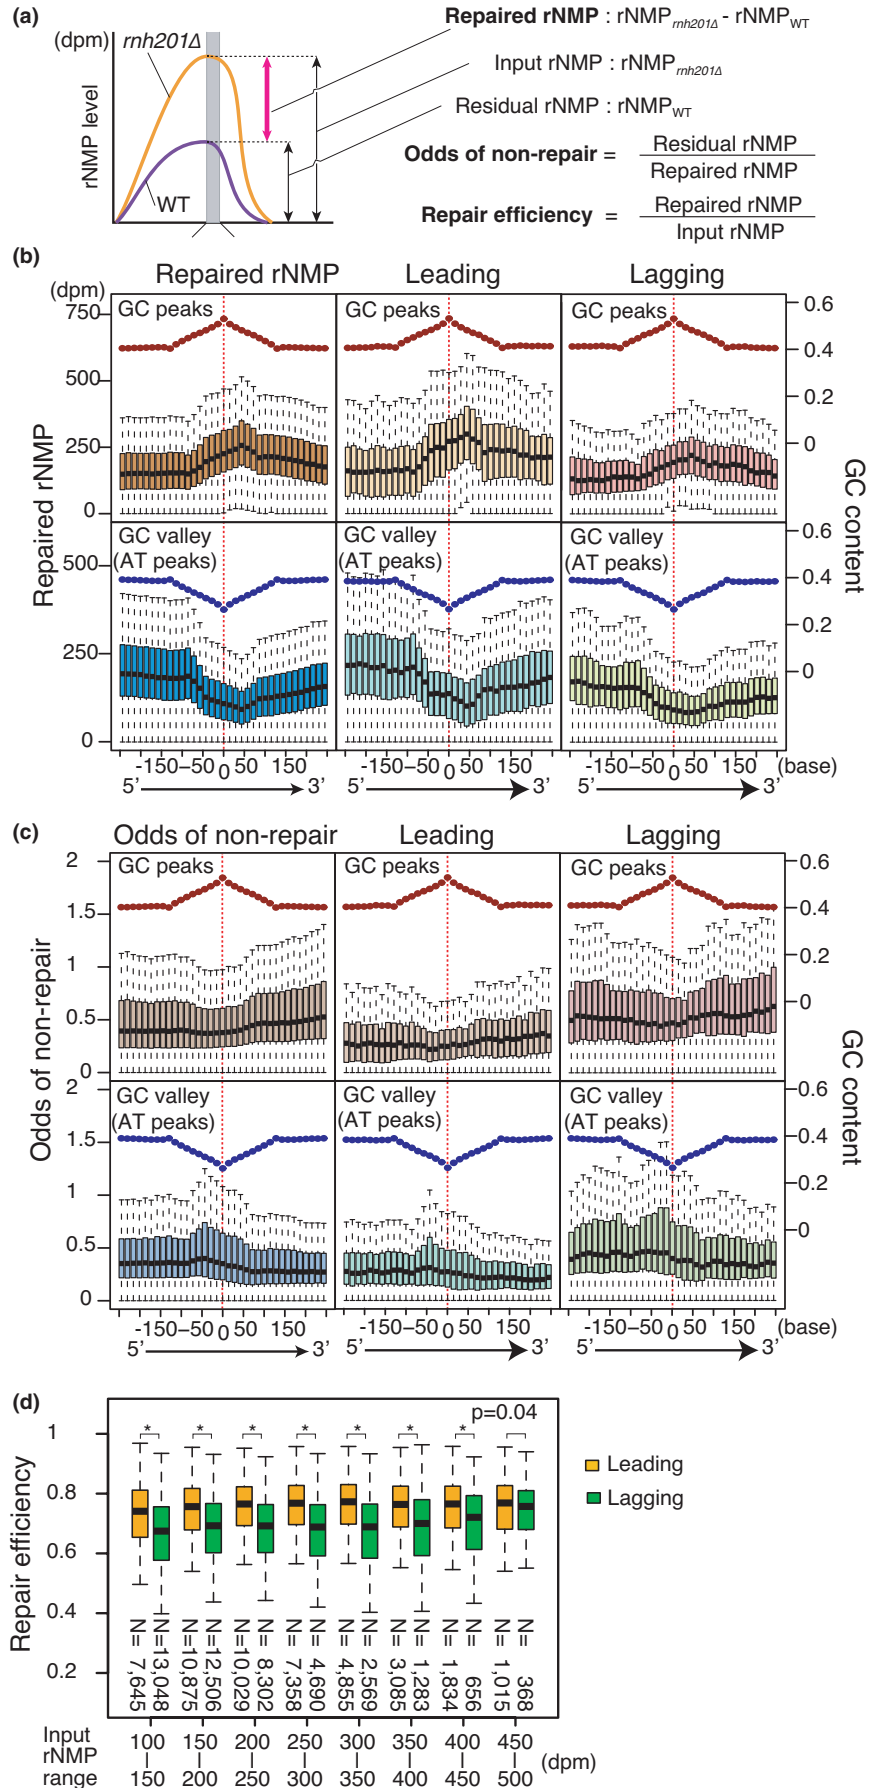 (a)
(dpm)
rnh201Δ
WT
rNMP level
Repaired rNMP : rNMPrnh201Δ - rNMPWT
Input rNMP : rNMPrnh201Δ
Residual rNMP : rNMPWT
Odds of non-repair = Residual rNMP
Repaired rNMP
Repair efficiency = Repaired rNMP
Input rNMP
(b)
Repaired rNMP Leading Lagging
(dpm)
GC peaks GC peaks GC peaks
750
500
250
0
0.6
0.4
0.2
0
GC valley
(AT peaks)
GC valley
(AT peaks)
GC valley
(AT peaks)
500
250
0
0.6
0.4
0.2
0
Repaired rNMP
GC content
-150 -50 0 50 150 -150 -50 0 50 150 -150 -50 0 50 150 (base)
5’ 3’ 5’ 3’ 5’ 3’
(c)
Odds of non-repair Leading Lagging
GC peaks GC peaks GC peaks
2
1.5
1
0.5
0
0.6
0.4
0.2
0
GC valley
(AT peaks)
GC valley
(AT peaks)
GC valley
(AT peaks)
2
1.5
1
0.5
0
0.6
0.4
0.2
0
Odds of non-repair
GC content
-150 -50 0 50 150 -150 -50 0 50 150 -150 -50 0 50 150 (base)
5’ 3’ 5’ 3’ 5’ 3’
(d)
p=0.04
* * * * * * *
1
0.8
0.6
0.4
0.2
Repair efficiency
Leading
Lagging
N= 7,645
N=13,048
N=10,875
N=12,506
N=10,029
N= 8,302
N= 7,358
N= 4,690
N= 4,855
N= 2,569
N= 3,085
N= 1,283
N= 1,834
N= 656
N= 1,015
N= 368
Input 100 150 200 250 300 350 400 450
rNMP | | | | | | | | (dpm)
range 150 200 250 300 350 400 450 500